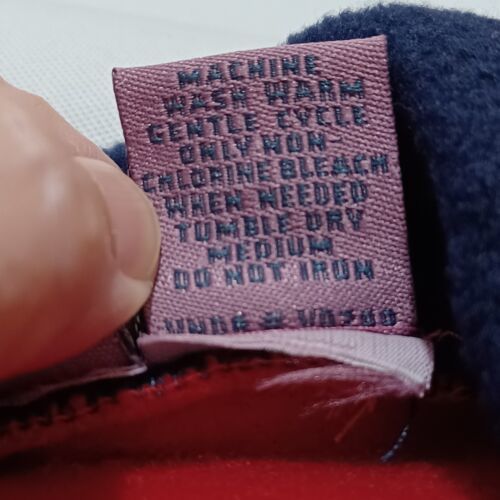 MACHINE
WASH WARM
GENTLE CYCLE
ONLY NON
CHLORINE BLEACH
WHEN NEEDED
TUMBLE DRY
MEDIUM
DO NOT IRON